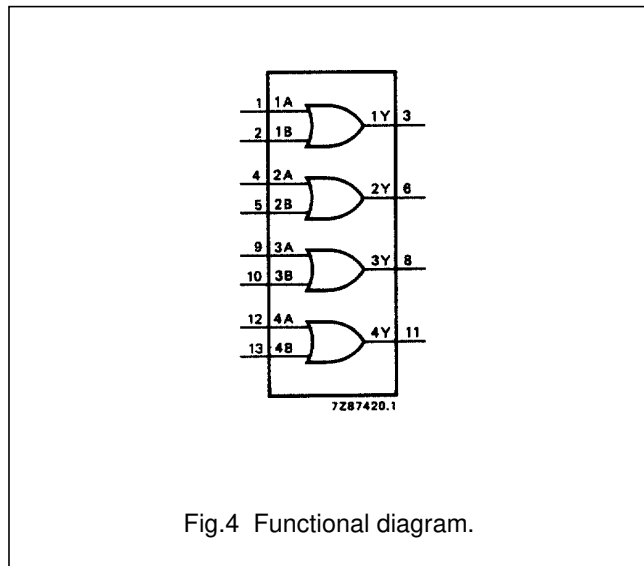 1 1A
1Y 3
2 1B
4 2A
2Y 6
5 2B
9 3A
3Y 8
10 3B
12 4A
4Y 11
13 4B
7Z87420.1
Fig.4 Functional diagram.